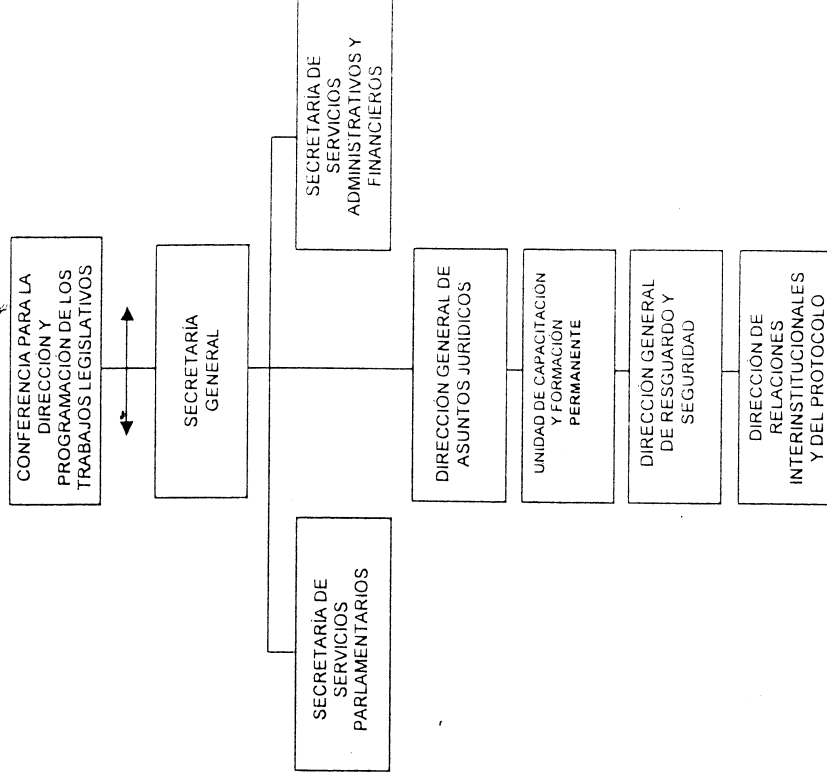 CONFERENCIA PARA LA
DIRECCIÓN Y
PROGRAMACIÓN DE LOS
TRABAJOS LEGISLATIVOS
SECRETARÍA
GENERAL
SECRETARÍA DE
SERVICIOS
PARLAMENTARIOS
SECRETARÍA DE
SERVICIOS
ADMINISTRATIVOS Y
FINANCIEROS
DIRECCIÓN GENERAL DE
ASUNTOS JURIDICOS
UNIDAD DE CAPACITACION
Y FORMACIÓN
PERMANENTE
DIRECCIÓN GENERAL
DE RESGUARDO Y
SEGURIDAD
DIRECCIÓN DE
RELACIONES
INTERINSTITUCIONALES
Y DEL PROTOCOLO